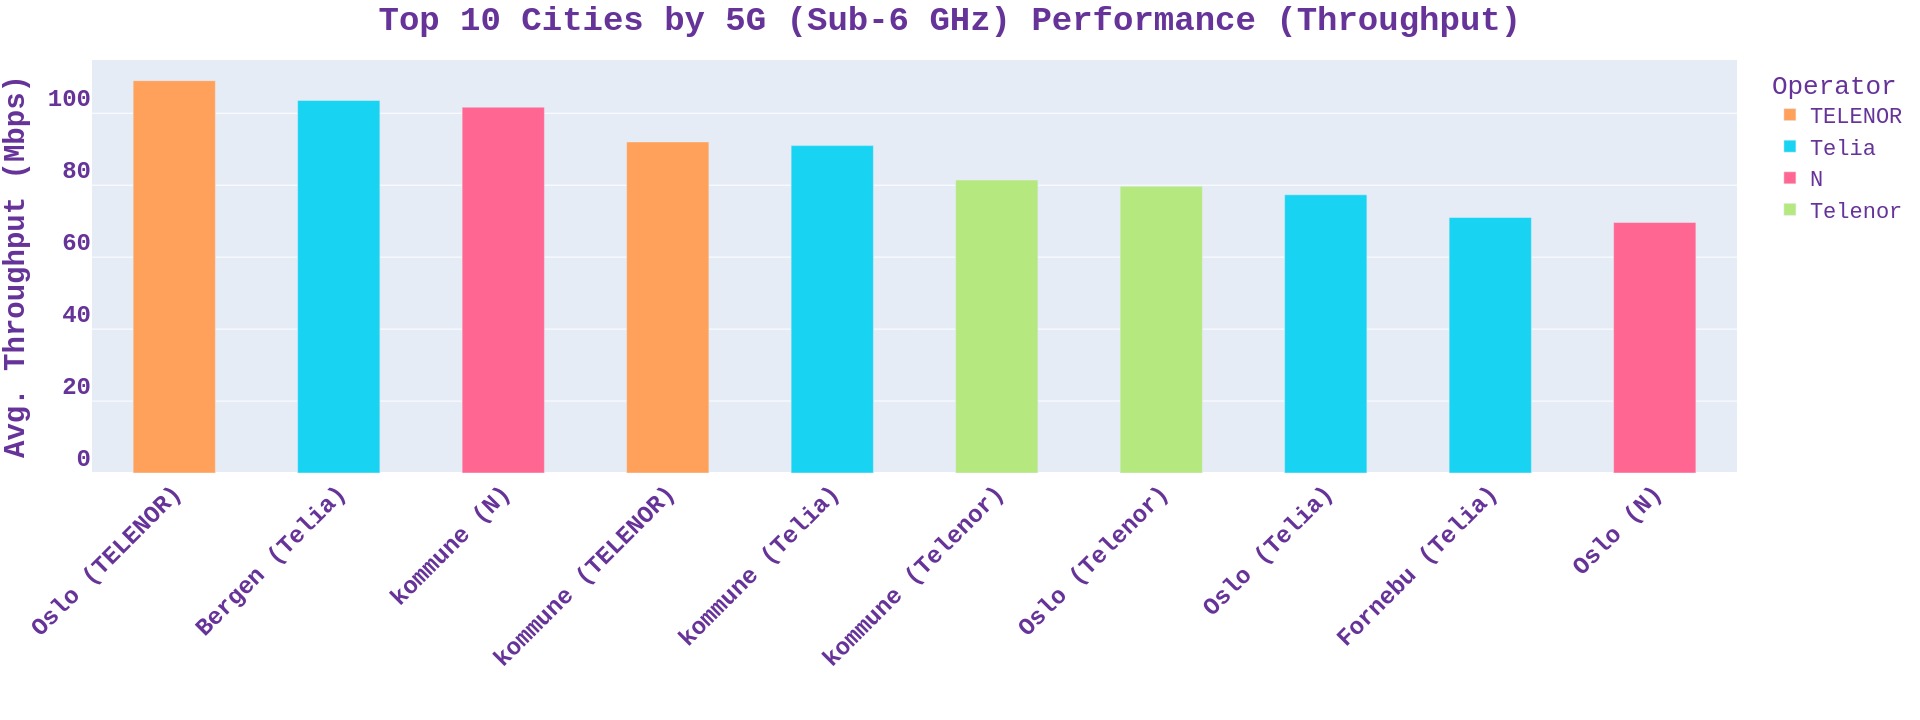 Top 10 Cities by 5G (Sub-6 GHz) Performance (Throughput)
Avg. Throughput (Mbps)
100
80
60
40
20
0
Oslo (TELENOR)
Bergen (Telia)
kommune (N)
kommune (TELENOR)
kommune (Telia)
kommune (Telenor)
Oslo (Telenor)
Oslo (Telia)
Fornebu (Telia)
Oslo (N)
Operator
TELENOR
Telia
N
Telenor